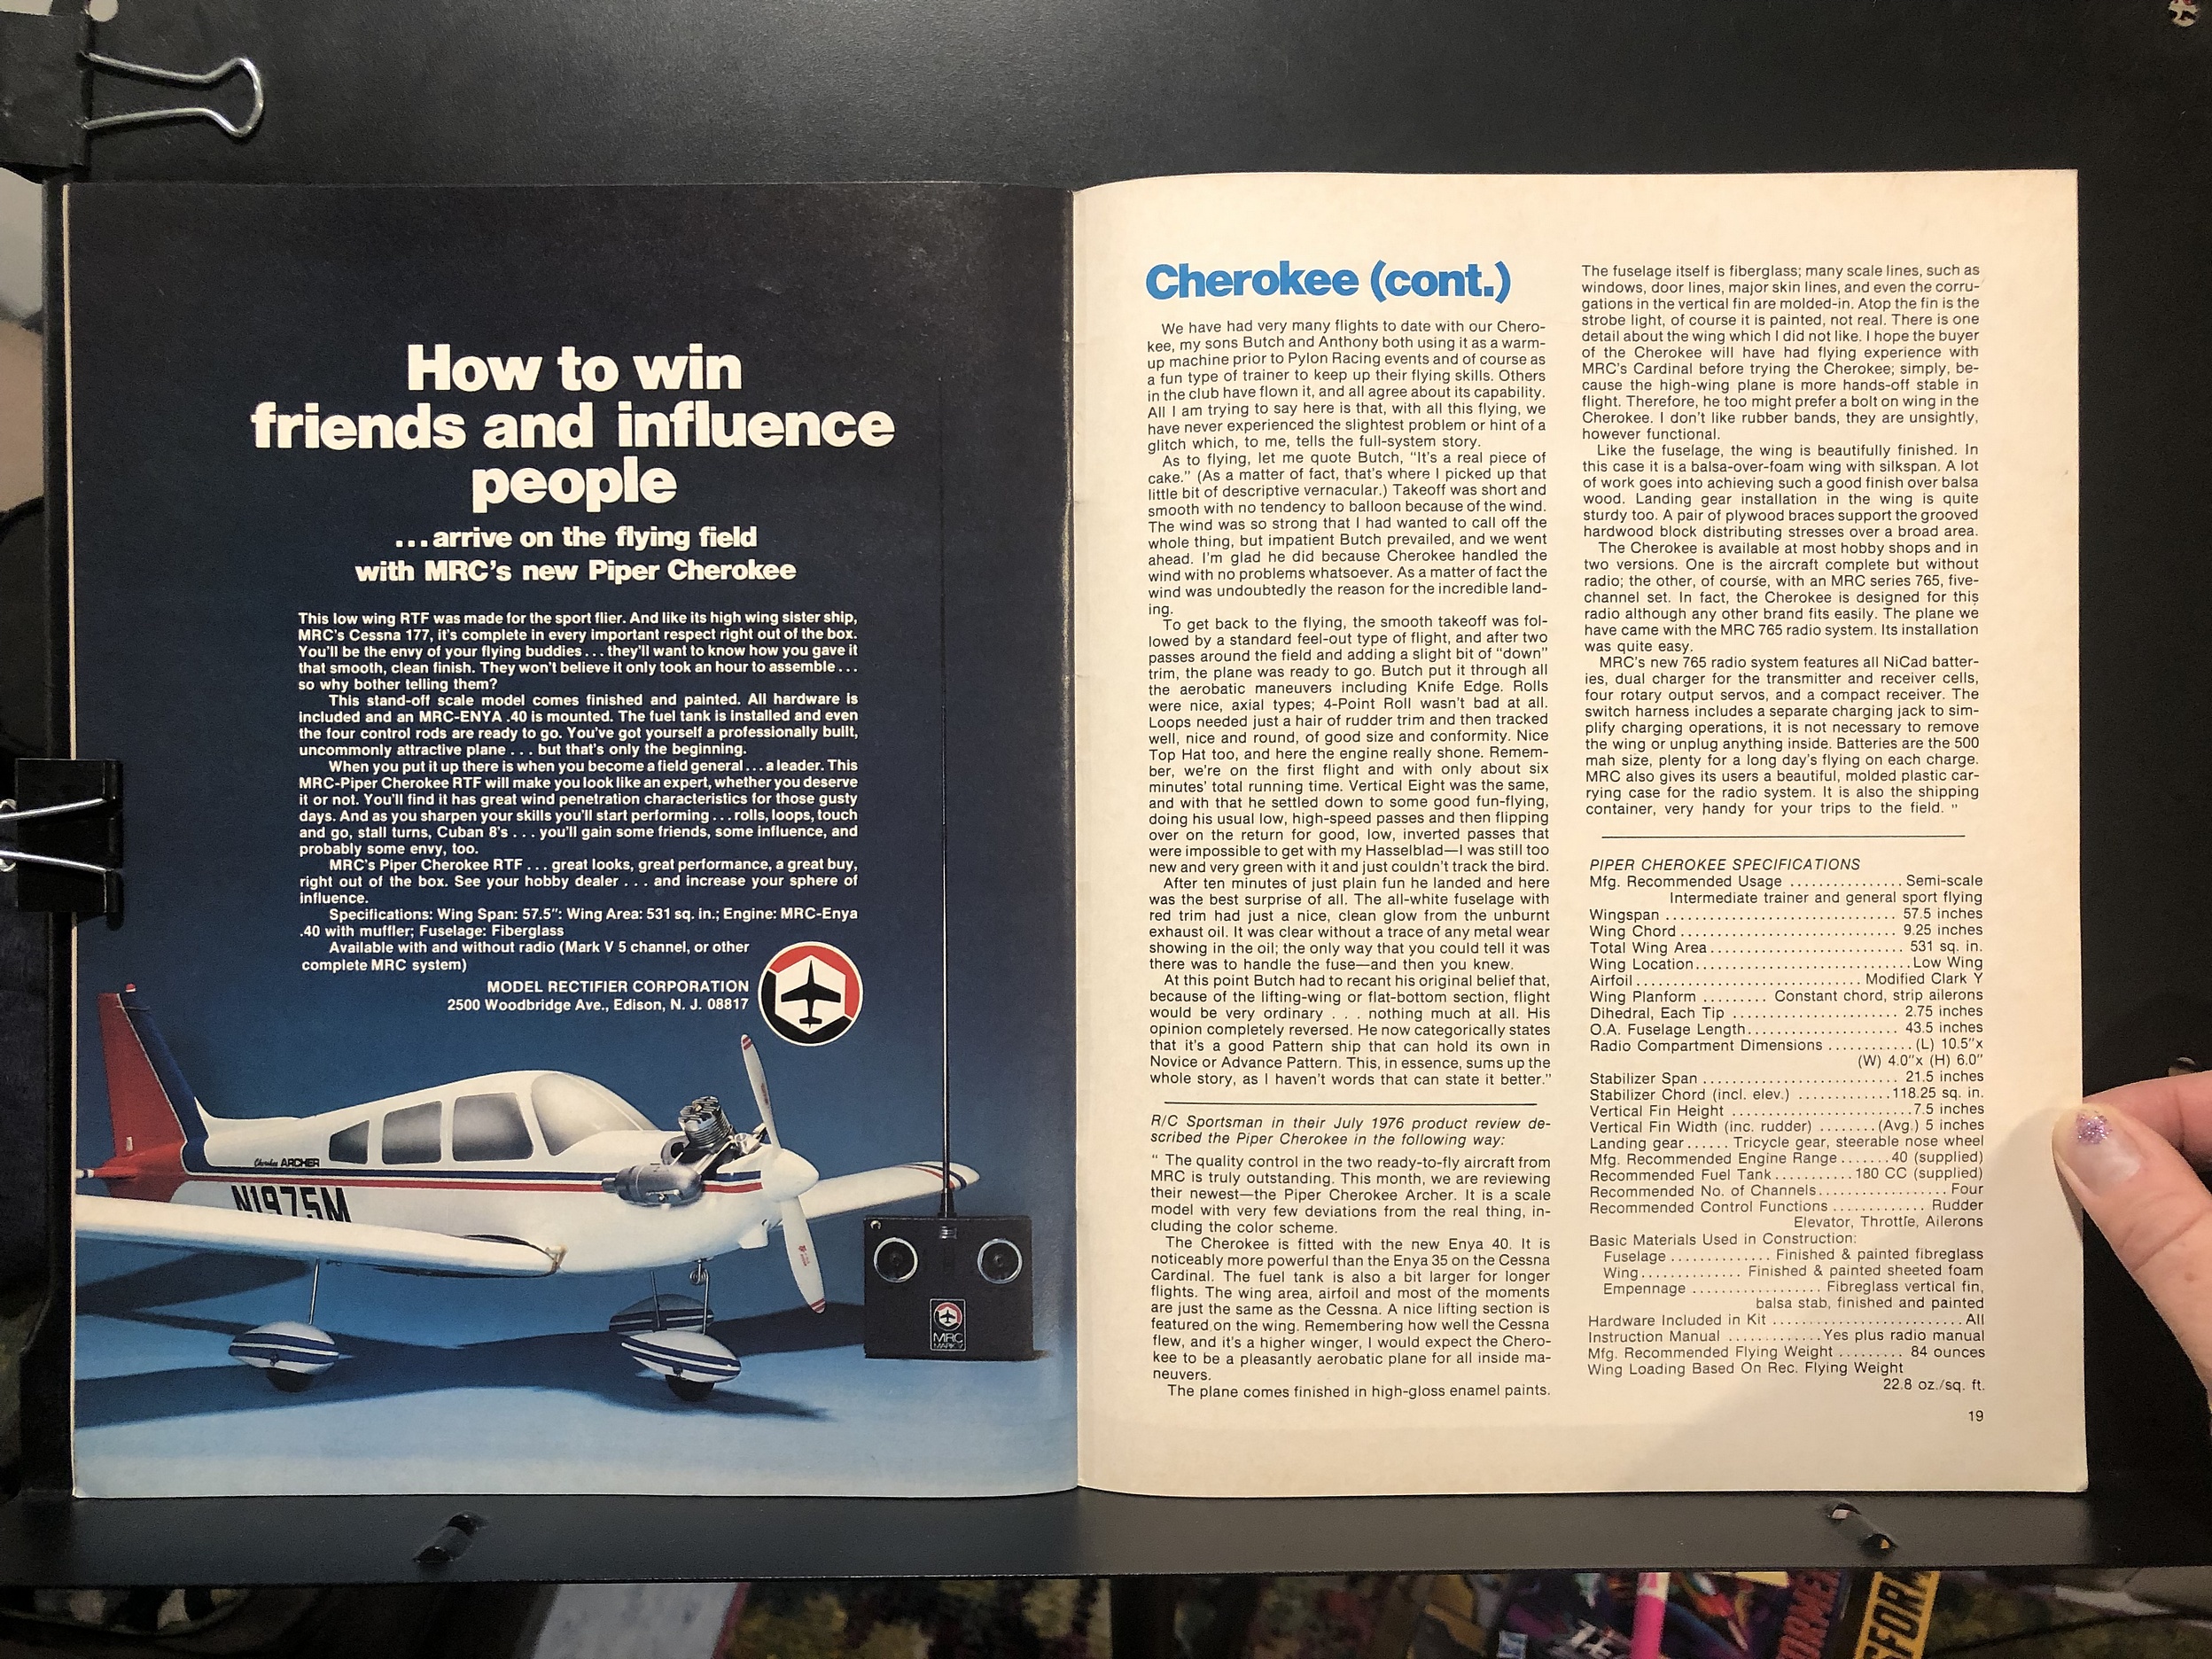 How to win
friends and influence
people
...arrive on the flying field
with MRC's new Piper Cherokee
This low wing RTF was made for the sport flier. And like its high wing sister ship,
MRC's Cessna 177, it's complete in every important respect right out of the box.
You'll be the envy of your flying buddies . . . they'll want to know how you gave it
that smooth, clean finish. They won't believe it only took an hour to assemble . . .
so why bother telling them?
This stand-off scale model comes finished and painted. All hardware is
included and an MRC-ENYA .40 is mounted. The fuel tank is installed and even
the four control rods are ready to go. You've got yourself a professionally built,
uncommonly attractive plane . . . but that's only the beginning.
When you put it up there is when you become a field general . . . a leader. This
MRC-Piper Cherokee RTF will make you look like an expert, whether you deserve
it or not. You'll find it has great wind penetration characteristics for those gusty
days. And as you sharpen your skills you'll start performing . . . rolls, loops, touch
and go, stall turns, Cuban 8's . . . you'll gain some friends, some influence, and
probably some envy, too.
MRC's Piper Cherokee RTF . . . great looks, great performance, a great buy,
right out of the box. See your hobby dealer . . . and increase your sphere of
influence.
Specifications: Wing Span: 57.5": Wing Area: 531 sq. in.; Engine: MRC-Enya
.40 with muffler; Fuselage: Fiberglass
Available with and without radio (Mark V 5 channel, or other
complete MRC system)
MODEL RECTIFIER CORPORATION
2500 Woodbridge Ave., Edison, N. J. 08817
Cherokee ARCHER
N1975M
MRC
MARK V
Cherokee (cont.)
We have had very many flights to date with our Chero-
kee, my sons Butch and Anthony both using it as a warm-
up machine prior to Pylon Racing events and of course as
a fun type of trainer to keep up their flying skills. Others
in the club have flown it, and all agree about its capability.
All I am trying to say here is that, with all this flying, we
have never experienced the slightest problem or hint of a
glitch which, to me, tells the full-system story.
As to flying, let me quote Butch, "It's a real piece of
cake." (As a matter of fact, that's where I picked up that
little bit of descriptive vernacular.) Takeoff was short and
smooth with no tendency to balloon because of the wind.
The wind was so strong that I had wanted to call off the
whole thing, but impatient Butch prevailed, and we went
ahead. I'm glad he did because Cherokee handled the
wind with no problems whatsoever. As a matter of fact the
wind was undoubtedly the reason for the incredible land-
ing.
To get back to the flying, the smooth takeoff was fol-
lowed by a standard feel-out type of flight, and after two
passes around the field and adding a slight bit of "down"
trim, the plane was ready to go. Butch put it through all
the aerobatic maneuvers including Knife Edge. Rolls
were nice, axial types; 4-Point Roll wasn't bad at all.
Loops needed just a hair of rudder trim and then tracked
well, nice and round, of good size and conformity. Nice
Top Hat too, and here the engine really shone. Remem-
ber, we're on the first flight and with only about six
minutes' total running time. Vertical Eight was the same,
and with that he settled down to some good fun-flying,
doing his usual low, high-speed passes and then flipping
over on the return for good, low, inverted passes that
were impossible to get with my Hasselblad—I was still too
new and very green with it and just couldn't track the bird.
After ten minutes of just plain fun he landed and here
was the best surprise of all. The all-white fuselage with
red trim had just a nice, clean glow from the unburnt
exhaust oil. It was clear without a trace of any metal wear
showing in the oil; the only way that you could tell it was
there was to handle the fuse—and then you knew.
At this point Butch had to recant his original belief that,
because of the lifting-wing or flat-bottom section, flight
would be very ordinary . . . nothing much at all. His
opinion completely reversed. He now categorically states
that it's a good Pattern ship that can hold its own in
Novice or Advance Pattern. This, in essence, sums up the
whole story, as I haven't words that can state it better."
R/C Sportsman in their July 1976 product review de-
scribed the Piper Cherokee in the following way:
" The quality control in the two ready-to-fly aircraft from
MRC is truly outstanding. This month, we are reviewing
their newest—the Piper Cherokee Archer. It is a scale
model with very few deviations from the real thing, in-
cluding the color scheme.
The Cherokee is fitted with the new Enya 40. It is
noticeably more powerful than the Enya 35 on the Cessna
Cardinal. The fuel tank is also a bit larger for longer
flights. The wing area, airfoil and most of the moments
are just the same as the Cessna. A nice lifting section is
featured on the wing. Remembering how well the Cessna
flew, and it's a higher winger, I would expect the Chero-
kee to be a pleasantly aerobatic plane for all inside ma-
neuvers.
The plane comes finished in high-gloss enamel paints.
The fuselage itself is fiberglass; many scale lines, such as
windows, door lines, major skin lines, and even the corru-
gations in the vertical fin are molded-in. Atop the fin is the
strobe light, of course it is painted, not real. There is one
detail about the wing which I did not like. I hope the buyer
of the Cherokee will have had flying experience with
MRC's Cardinal before trying the Cherokee; simply, be-
cause the high-wing plane is more hands-off stable in
flight. Therefore, he too might prefer a bolt on wing in the
Cherokee. I don't like rubber bands, they are unsightly,
however functional.
Like the fuselage, the wing is beautifully finished. In
this case it is a balsa-over-foam wing with silkspan. A lot
of work goes into achieving such a good finish over balsa
wood. Landing gear installation in the wing is quite
sturdy too. A pair of plywood braces support the grooved
hardwood block distributing stresses over a broad area.
The Cherokee is available at most hobby shops and in
two versions. One is the aircraft complete but without
radio; the other, of course, with an MRC series 765, five-
channel set. In fact, the Cherokee is designed for this
radio although any other brand fits easily. The plane we
have came with the MRC 765 radio system. Its installation
was quite easy.
MRC's new 765 radio system features all NiCad batter-
ies, dual charger for the transmitter and receiver cells,
four rotary output servos, and a compact receiver. The
switch harness includes a separate charging jack to sim-
plify charging operations, it is not necessary to remove
the wing or unplug anything inside. Batteries are the 500
mah size, plenty for a long day's flying on each charge.
MRC also gives its users a beautiful, molded plastic car-
rying case for the radio system. It is also the shipping
container, very handy for your trips to the field. "
PIPER CHEROKEE SPECIFICATIONS
Mfg. Recommended Usage ................ Semi-scale
Intermediate trainer and general sport flying
Wingspan ................................ 57.5 inches
Wing Chord .............................. 9.25 inches
Total Wing Area ........................... 531 sq. in.
Wing Location .............................. Low Wing
Airfoil ............................... Modified Clark Y
Wing Planform ......... Constant chord, strip ailerons
Dihedral, Each Tip ........................ 2.75 inches
O.A. Fuselage Length ..................... 43.5 inches
Radio Compartment Dimensions ............ (L) 10.5"x
(W) 4.0"x (H) 6.0"
Stabilizer Span ........................... 21.5 inches
Stabilizer Chord (incl. elev.) ............. 118.25 sq. in.
Vertical Fin Height ......................... 7.5 inches
Vertical Fin Width (inc. rudder) ........ (Avg.) 5 inches
Landing gear ...... Tricycle gear, steerable nose wheel
Mfg. Recommended Engine Range ....... 40 (supplied)
Recommended Fuel Tank ........... 180 CC (supplied)
Recommended No. of Channels ................... Four
Recommended Control Functions ............. Rudder
Elevator, Throttle, Ailerons
Basic Materials Used in Construction:
Fuselage ............ Finished & painted fibreglass
Wing ............. Finished & painted sheeted foam
Empennage ................. Fibreglass vertical fin,
balsa stab, finished and painted
Hardware Included in Kit ......................... All
Instruction Manual ............ Yes plus radio manual
Mfg. Recommended Flying Weight ......... 84 ounces
Wing Loading Based On Rec. Flying Weight
22.8 oz./sq. ft.
19